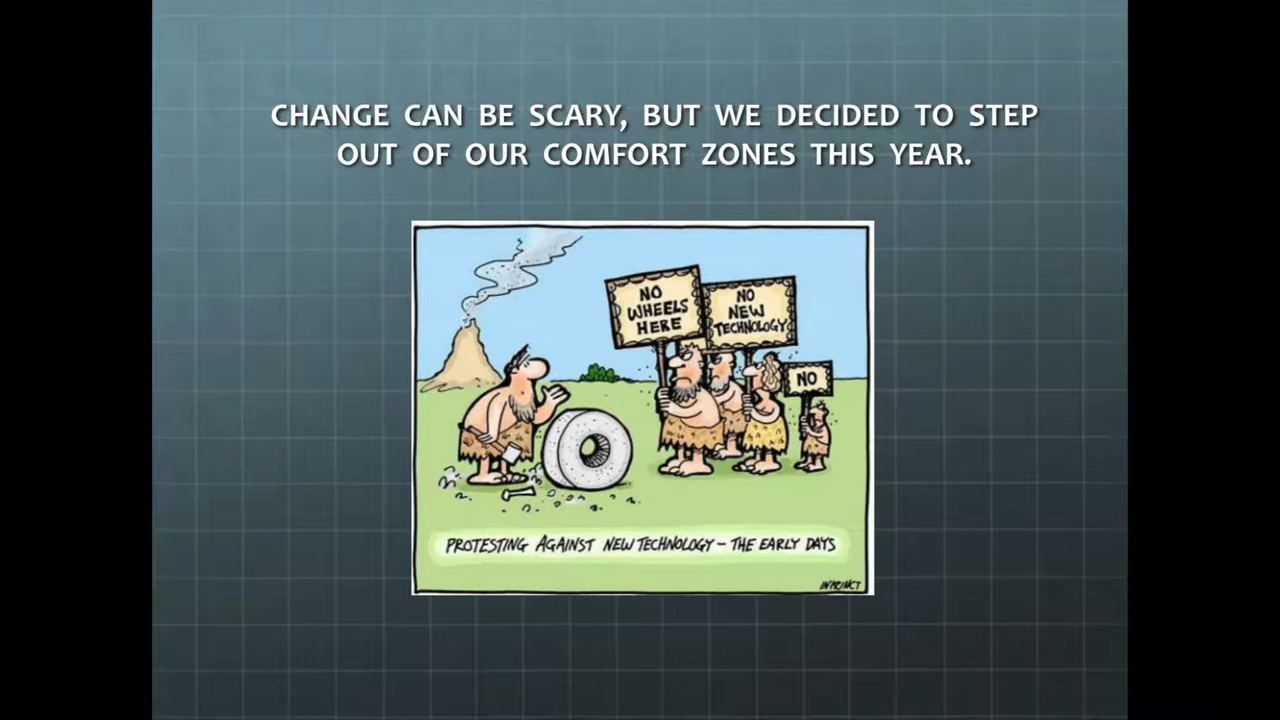 CHANGE CAN BE SCARY, BUT WE DECIDED TO STEP
OUT OF OUR COMFORT ZONES THIS YEAR.
NO
WHEELS
HERE
NO
NEW
TECHNOLOGY
NO
PROTESTING AGAINST NEW TECHNOLOGY – THE EARLY DAYS